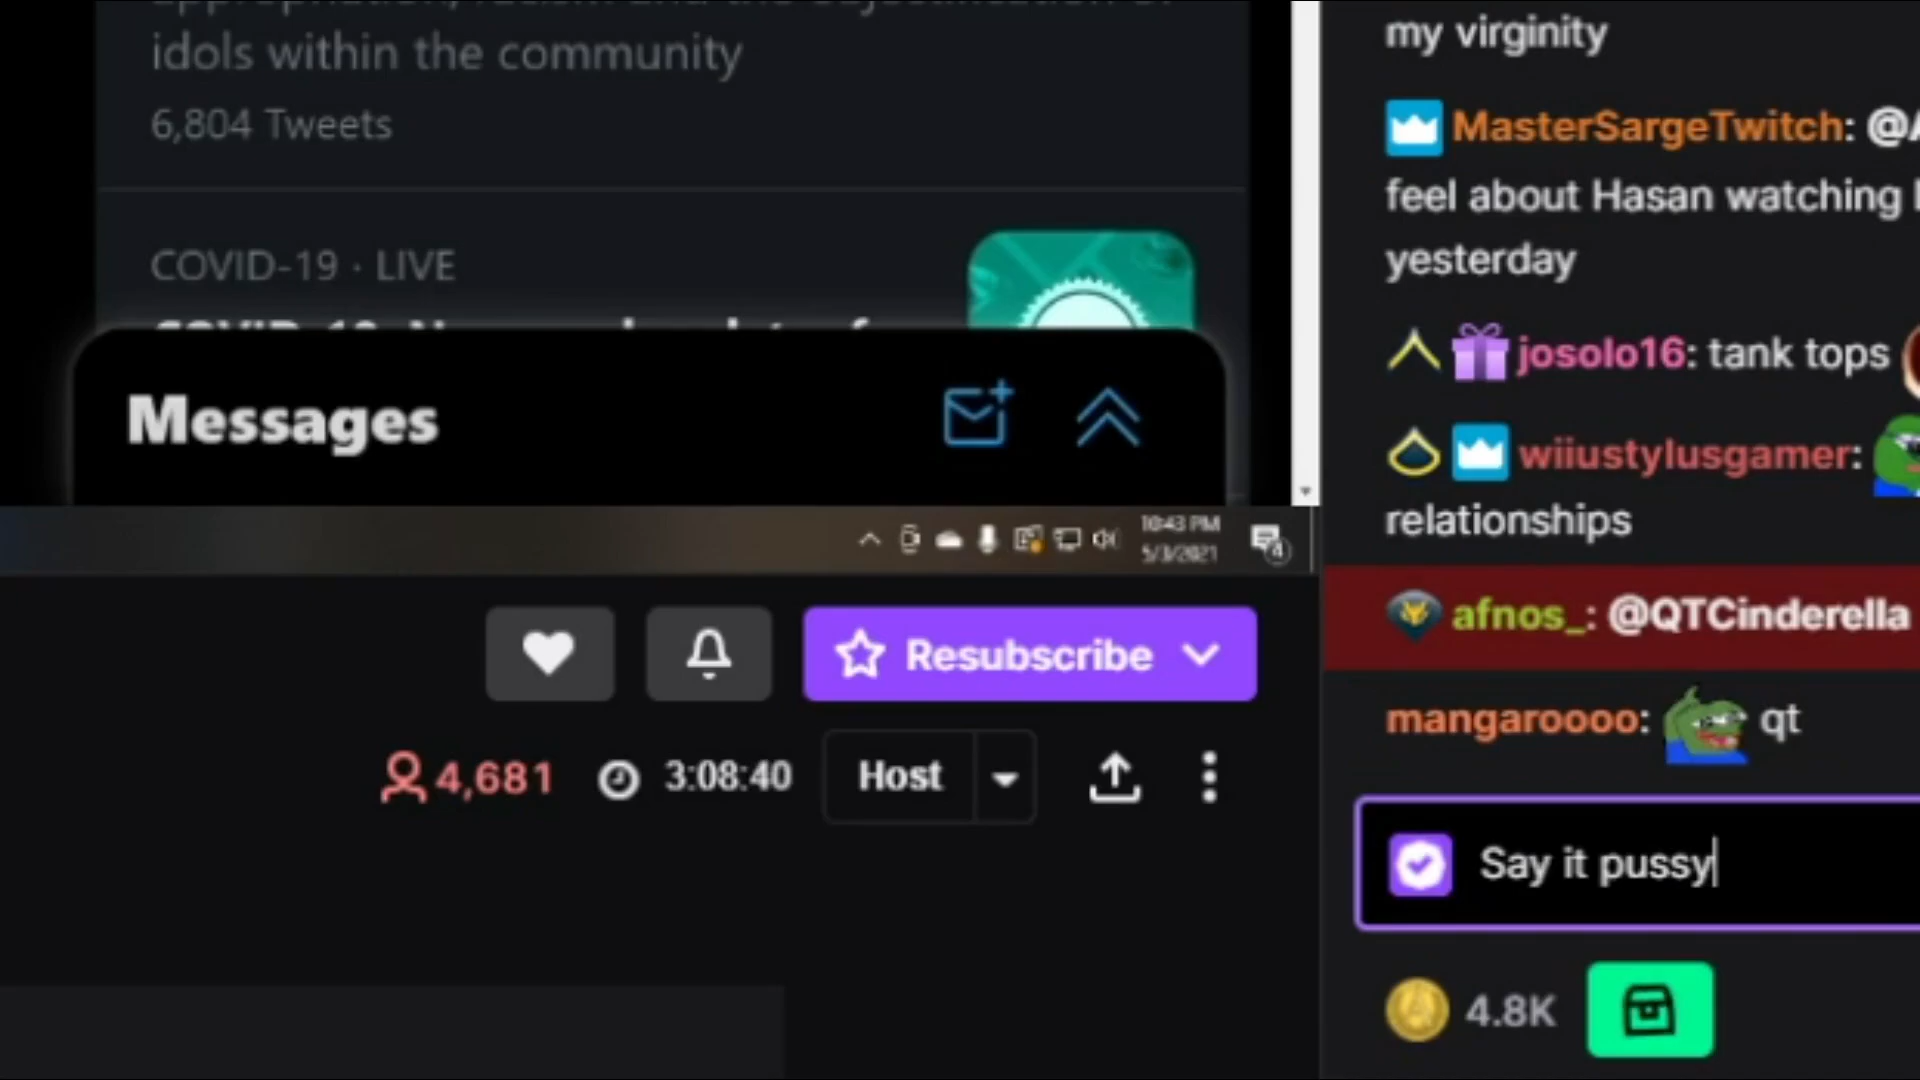 idols within the community
6,804 Tweets
COVID-19 · LIVE
Messages
10:43 PM
5/3/2021
4
Resubscribe
4,681
3:08:40
Host
my virginity
MasterSargeTwitch: @A
feel about Hasan watching
yesterday
josolo16: tank tops
wiiustylusgamer:
relationships
afnos_: @QTCinderella
mangaroooo: qt
Say it pussy
4.8K